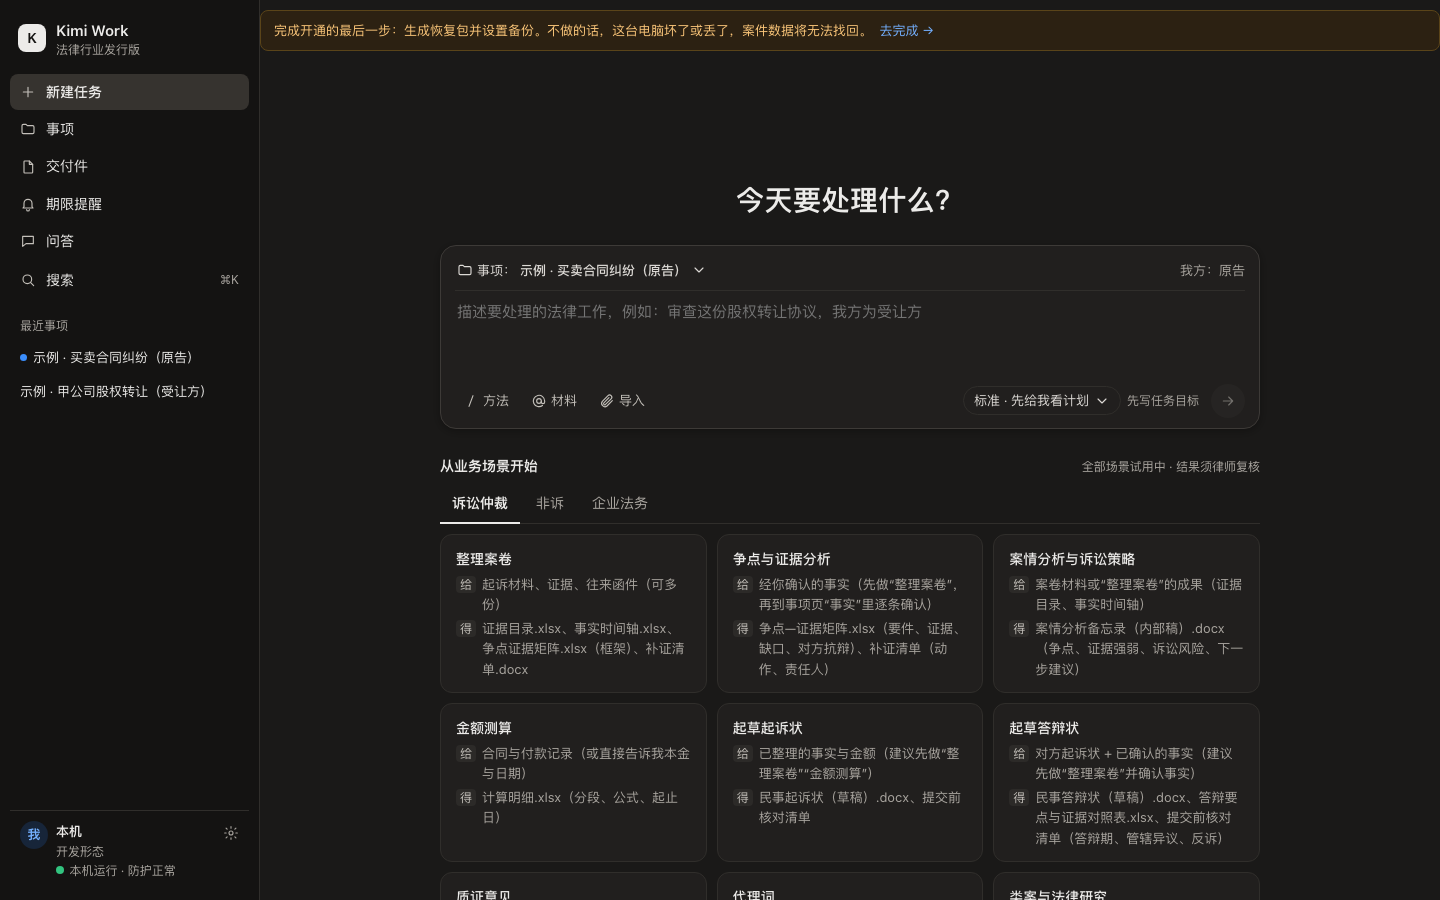 K
Kimi Work
法律行业发行版
新建任务
事项
交付件
期限提醒
问答
搜索 ⌘K
最近事项
示例 · 买卖合同纠纷（原告）
示例 · 甲公司股权转让（受让方）
我
本机
开发形态
本机运行 · 防护正常
完成开通的最后一步：生成恢复包并设置备份。不做的话，这台电脑坏了或丢了，案件数据将无法找回。 去完成 →
今天要处理什么?
事项： 示例 · 买卖合同纠纷（原告）
我方：原告
描述要处理的法律工作，例如：审查这份股权转让协议，我方为受让方
/ 方法
材料
导入
标准 · 先给我看计划
先写任务目标
从业务场景开始
全部场景试用中 · 结果须律师复核
诉讼仲裁
非诉
企业法务
整理案卷
给 起诉材料、证据、往来函件（可多
份）
得 证据目录.xlsx、事实时间轴.xlsx、
争点证据矩阵.xlsx（框架）、补证清
单.docx
争点与证据分析
给 经你确认的事实（先做“整理案卷”，
再到事项页“事实”里逐条确认）
得 争点—证据矩阵.xlsx（要件、证据、
缺口、对方抗辩）、补证清单（动
作、责任人）
案情分析与诉讼策略
给 案卷材料或“整理案卷”的成果（证据
目录、事实时间轴）
得 案情分析备忘录（内部稿）.docx
（争点、证据强弱、诉讼风险、下一
步建议）
金额测算
给 合同与付款记录（或直接告诉我本金
与日期）
得 计算明细.xlsx（分段、公式、起止
日）
起草起诉状
给 已整理的事实与金额（建议先做“整
理案卷”“金额测算”）
得 民事起诉状（草稿）.docx、提交前
核对清单
起草答辩状
给 对方起诉状 + 已确认的事实（建议
先做“整理案卷”并确认事实）
得 民事答辩状（草稿）.docx、答辩要
点与证据对照表.xlsx、提交前核对
清单（答辩期、管辖异议、反诉）
质证意见
代理词
类案与法律研究